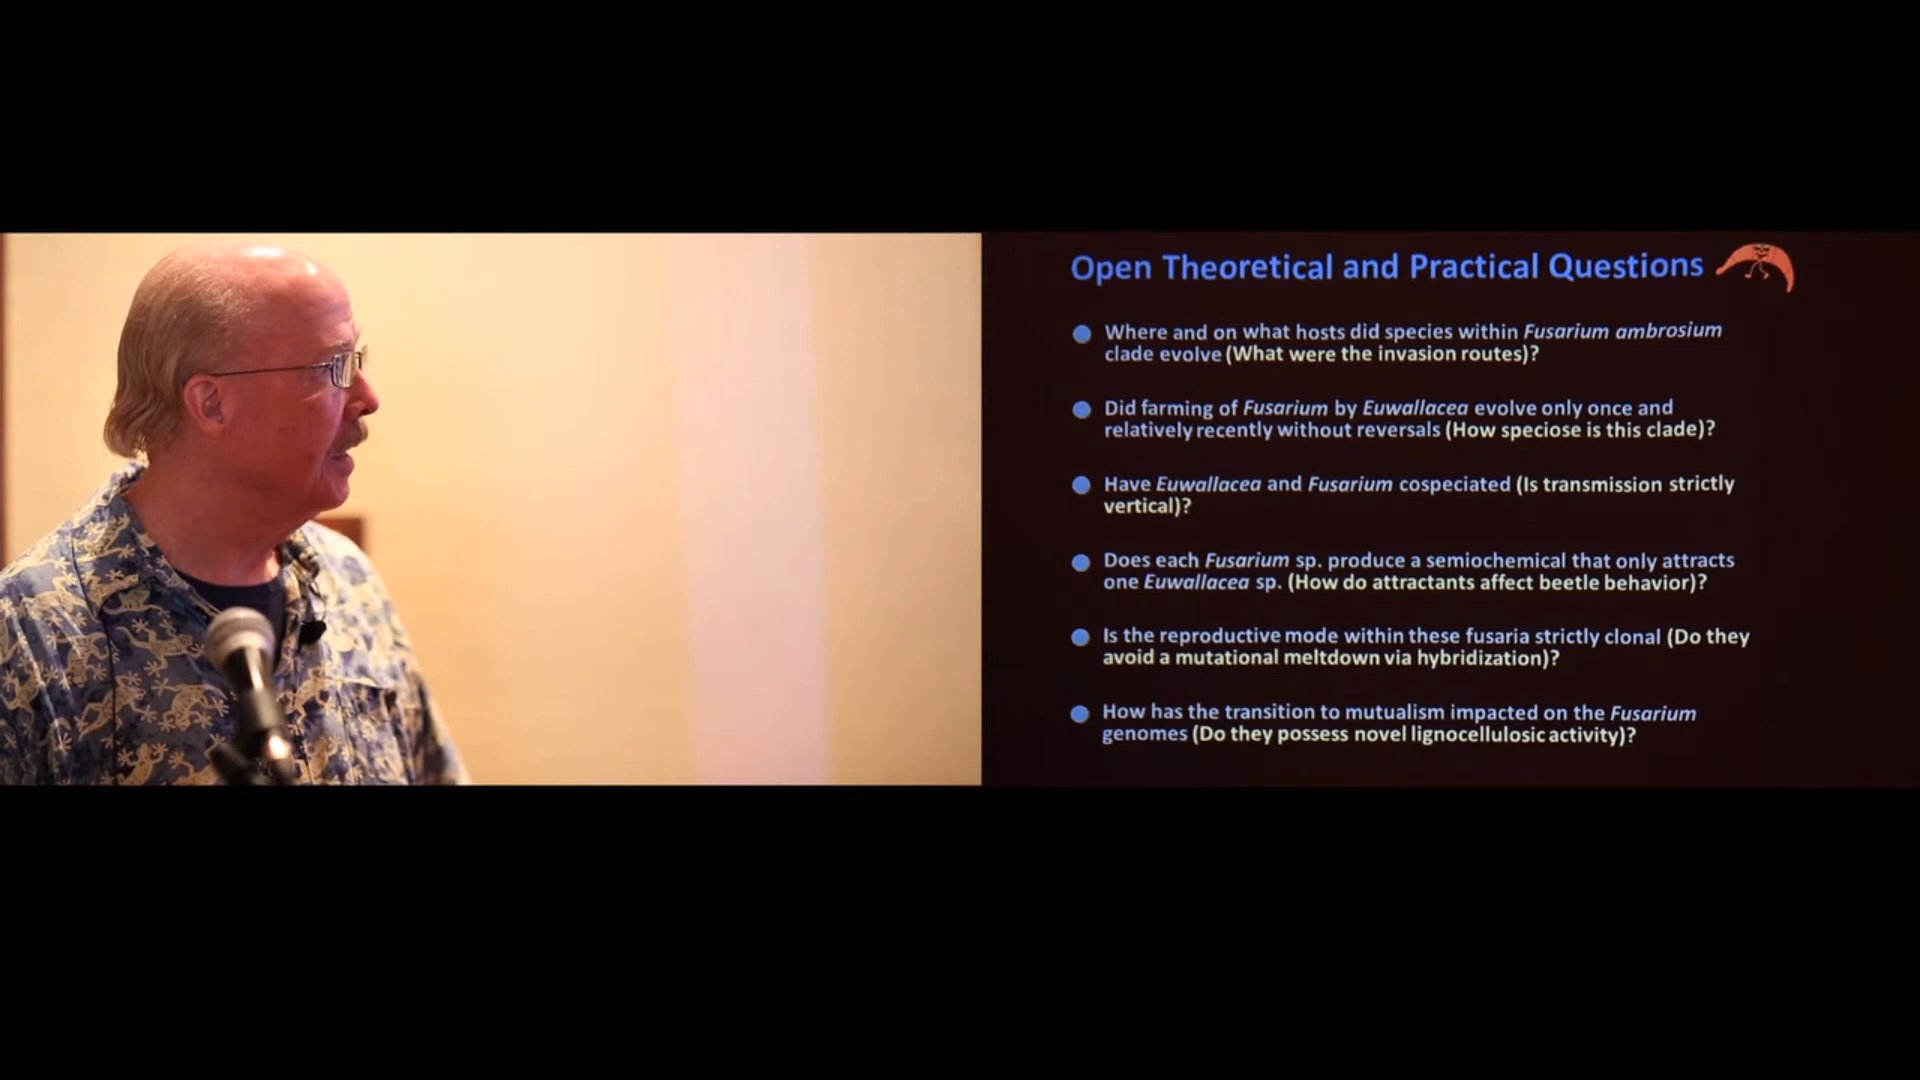 Open Theoretical and Practical Questions
Where and on what hosts did species within Fusarium ambrosium
clade evolve (What were the invasion routes)?
Did farming of Fusarium by Euwallacea evolve only once and
relatively recently without reversals (How speciose is this clade)?
Have Euwallacea and Fusarium cospeciated (Is transmission strictly
vertical)?
Does each Fusarium sp. produce a semiochemical that only attracts
one Euwallacea sp. (How do attractants affect beetle behavior)?
Is the reproductive mode within these fusaria strictly clonal (Do they
avoid a mutational meltdown via hybridization)?
How has the transition to mutualism impacted on the Fusarium
genomes (Do they possess novel lignocellulosic activity)?